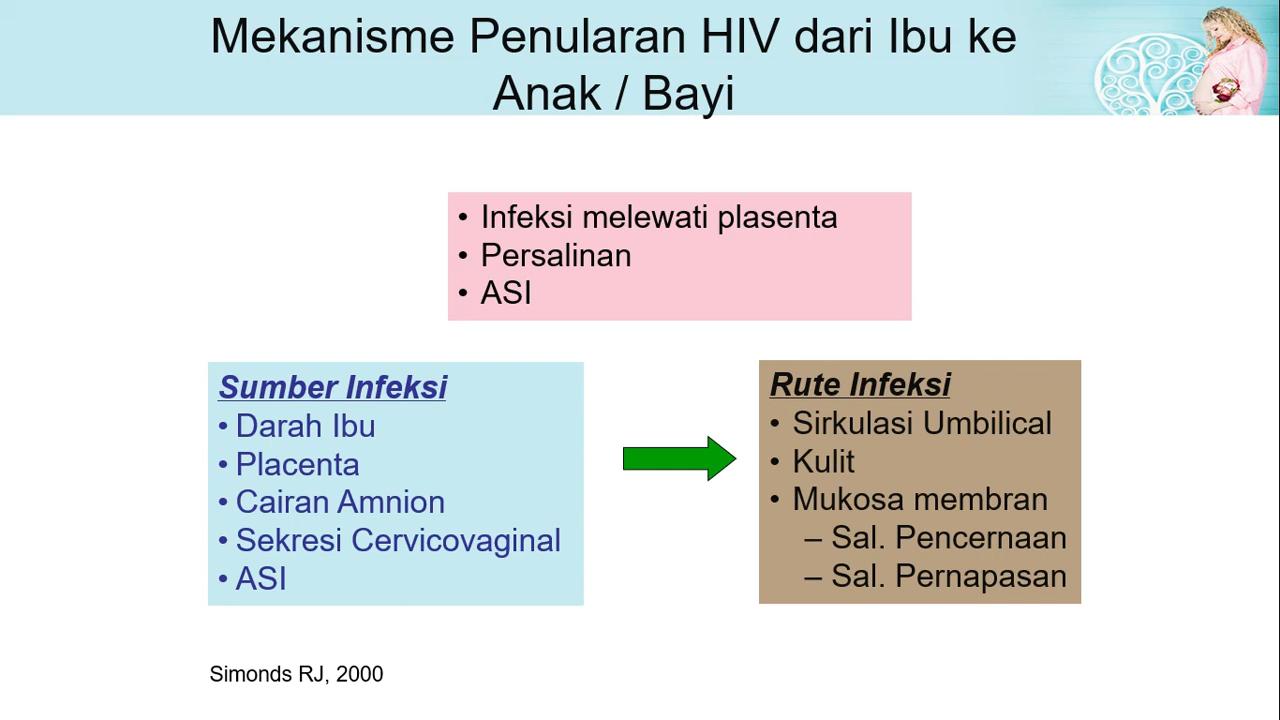 Mekanisme Penularan HIV dari Ibu ke
Anak / Bayi
• Infeksi melewati plasenta
• Persalinan
• ASI
Sumber Infeksi
• Darah Ibu
• Placenta
• Cairan Amnion
• Sekresi Cervicovaginal
• ASI
Rute Infeksi
• Sirkulasi Umbilical
• Kulit
• Mukosa membran
– Sal. Pencernaan
– Sal. Pernapasan
Simonds RJ, 2000